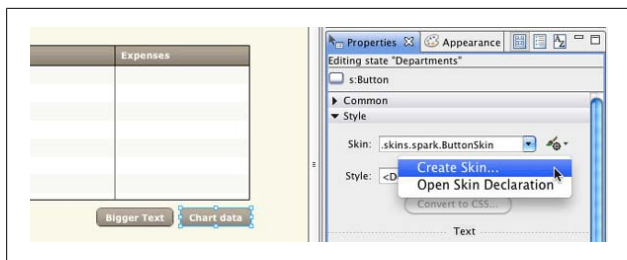 Expenses
Bigger Text
Chart data
Properties
Appearance
Editing state "Departments"
s:Button
Common
Style
Skin: .skins.spark.ButtonSkin
Create Skin...
Style: <D
Open Skin Declaration
Convert to CSS...
Text